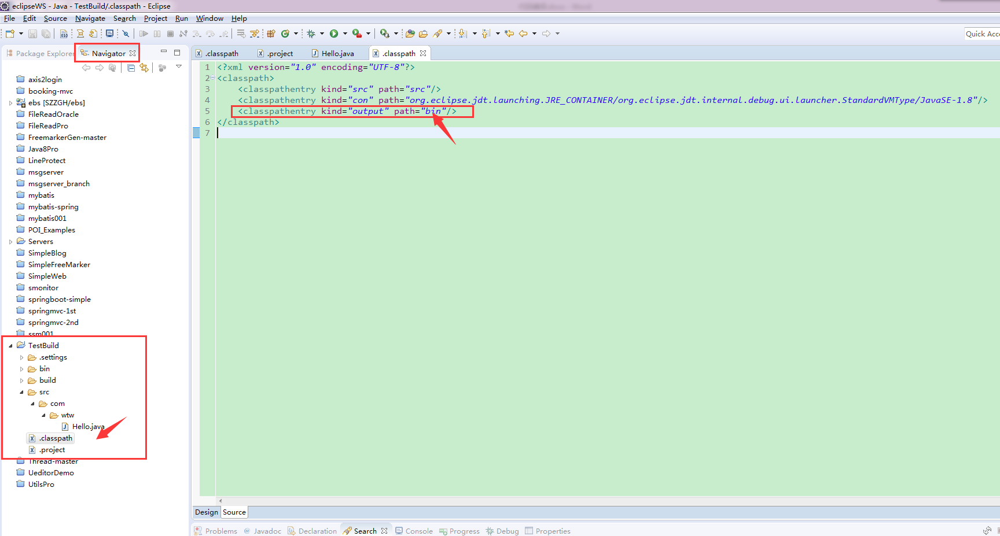 eclipseWS - Java - TestBuild/.classpath - Eclipse
File Edit Source Navigate Search Project Run Window Help
Quick Acc
Package Explorer Navigator
.classpath .project Hello.java .classpath
axis2login
booking-mvc
ebs [SZZGH/ebs]
FileReadOracle
FileReadPro
FreemarkerGen-master
Java8Pro
LineProtect
msgserver
msgserver_branch
mybatis
mybatis-spring
mybatis001
POI_Examples
Servers
SimpleBlog
SimpleFreeMarker
SimpleWeb
smonitor
springboot-simple
springmvc-1st
springmvc-2nd
ssm001
TestBuild
.settings
bin
build
src
com
wtw
Hello.java
.classpath
.project
Thread-master
UeditorDemo
UtilsPro
1 <?xml version="1.0" encoding="UTF-8"?>
2 <classpath>
3 <classpathentry kind="src" path="src"/>
4 <classpathentry kind="con" path="org.eclipse.jdt.launching.JRE_CONTAINER/org.eclipse.jdt.internal.debug.ui.launcher.StandardVMType/JavaSE-1.8"/>
5 <classpathentry kind="output" path="bin"/>
6 </classpath>
7
Design Source
Problems @ Javadoc Declaration Search Console Progress Debug Properties